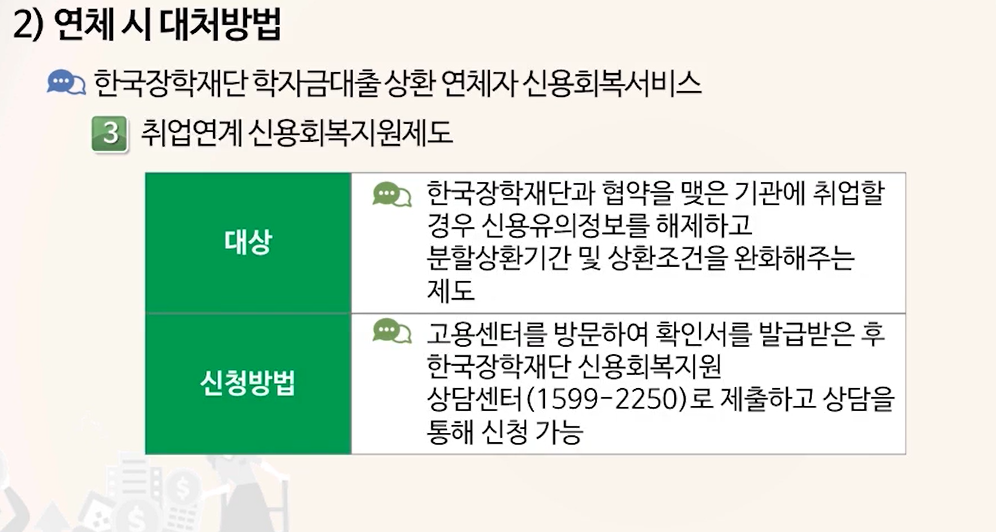 2) 연체 시 대처방법
한국장학재단 학자금대출 상환 연체자 신용회복서비스
3 취업연계 신용회복지원제도
대상
한국장학재단과 협약을 맺은 기관에 취업할
경우 신용유의정보를 해제하고
분할상환기간 및 상환조건을 완화해주는
제도
신청방법
고용센터를 방문하여 확인서를 발급받은 후
한국장학재단 신용회복지원
상담센터(1599-2250)로 제출하고 상담을
통해 신청 가능